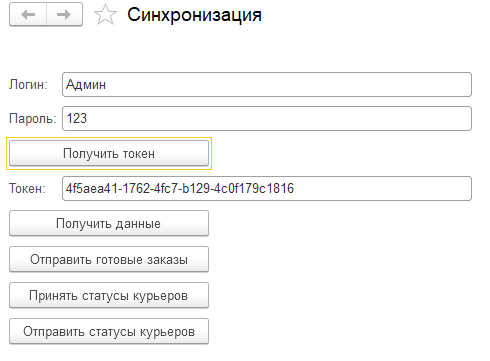 Синхронизация
Логин: Админ
Пароль: 123
Получить токен
Токен: 4f5aea41-1762-4fc7-b129-4c0f179c1816
Получить данные
Отправить готовые заказы
Принять статусы курьеров
Отправить статусы курьеров